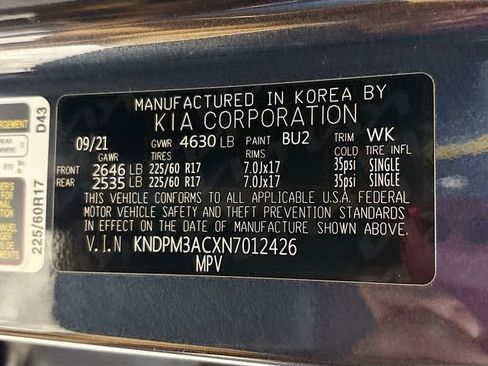 MANUFACTURED IN KOREA BY
KIA CORPORATION
09/21 GVWR 4630 LB PAINT BU2 TRIM WK
GAWR TIRES RIMS COLD TIRE INFL
FRONT 2646 LB 225/60 R17 7.0Jx17 35psi SINGLE
REAR 2535 LB 225/60 R17 7.0Jx17 35psi SINGLE
THIS VEHICLE CONFORMS TO ALL APPLICABLE U.S.A. FEDERAL
MOTOR VEHICLE SAFETY AND THEFT PREVENTION STANDARDS
IN EFFECT ON THE DATE OF MANUFACTURE SHOWN ABOVE.
V.I.N KNDPM3ACXN7012426
MPV
D43
225/60R17
REAR